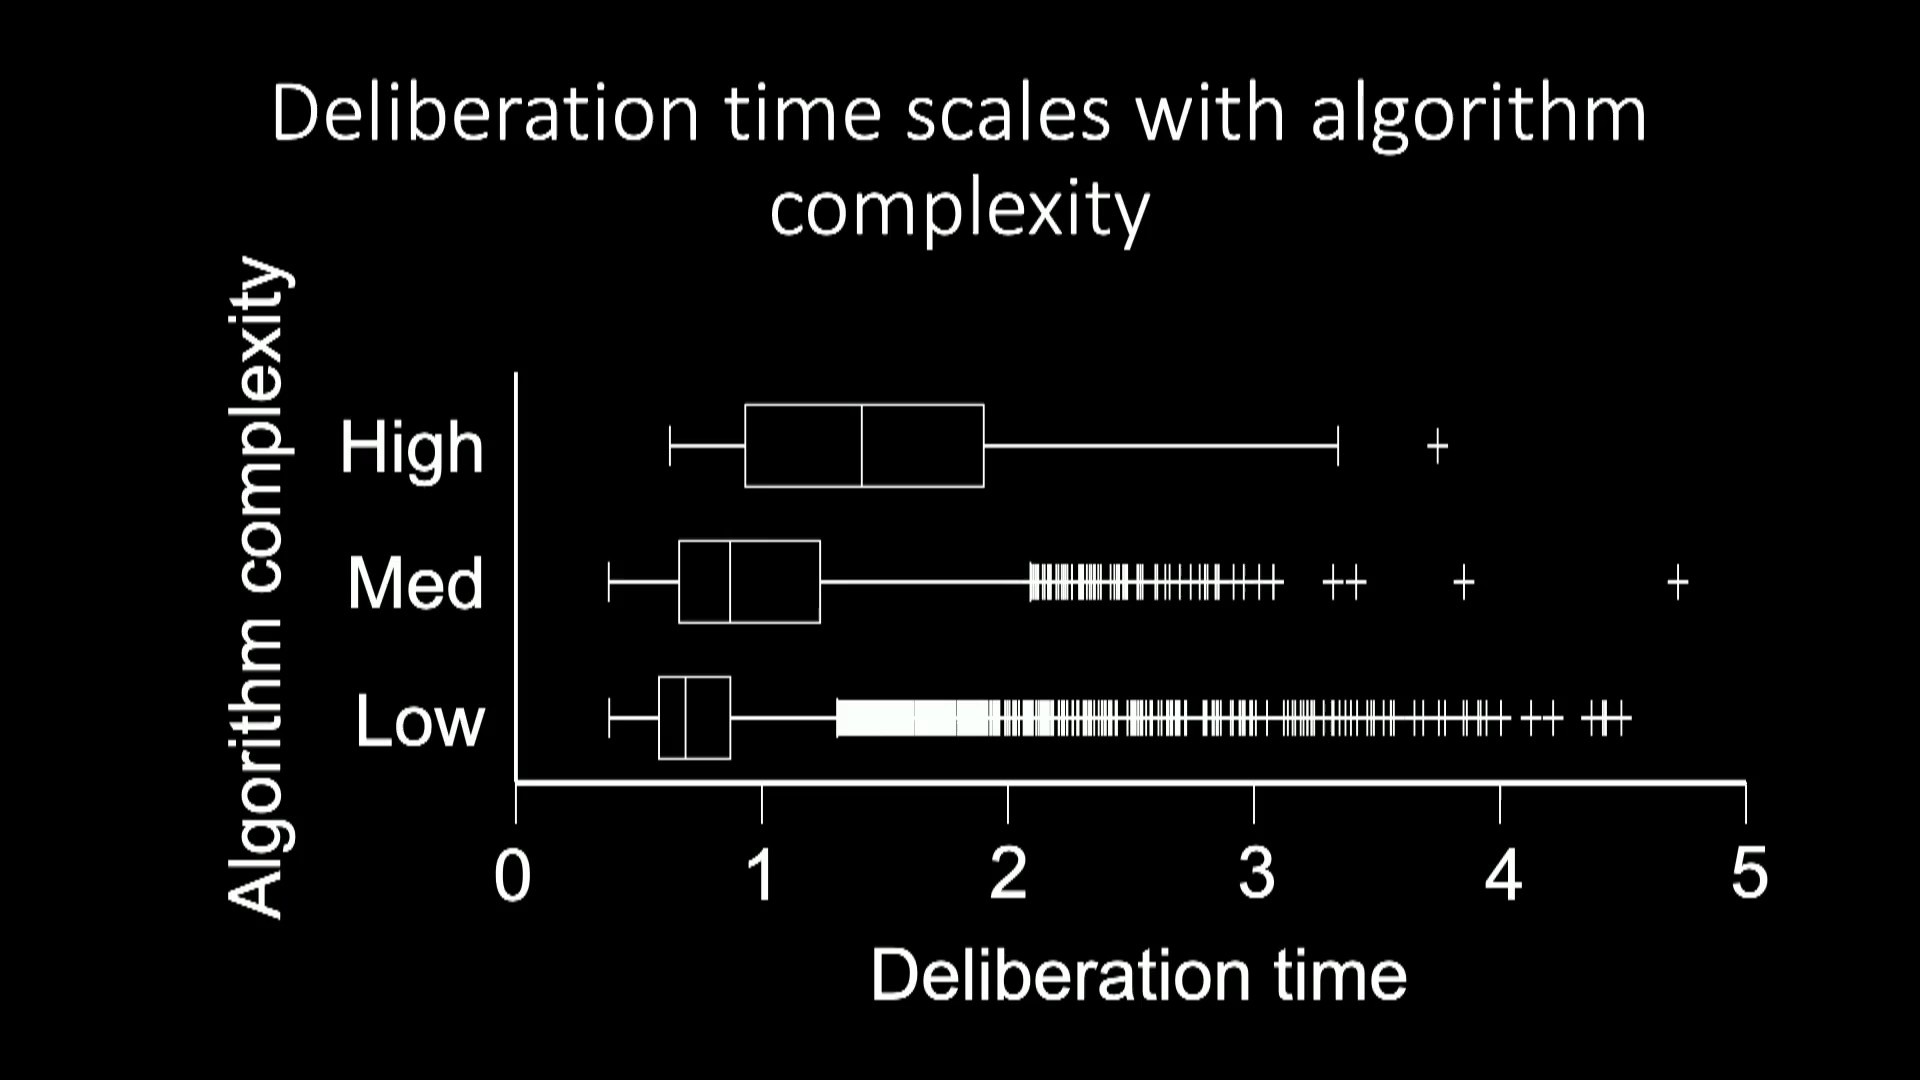 Deliberation time scales with algorithm
complexity
Algorithm complexity
High
Med
Low
0 1 2 3 4 5
Deliberation time